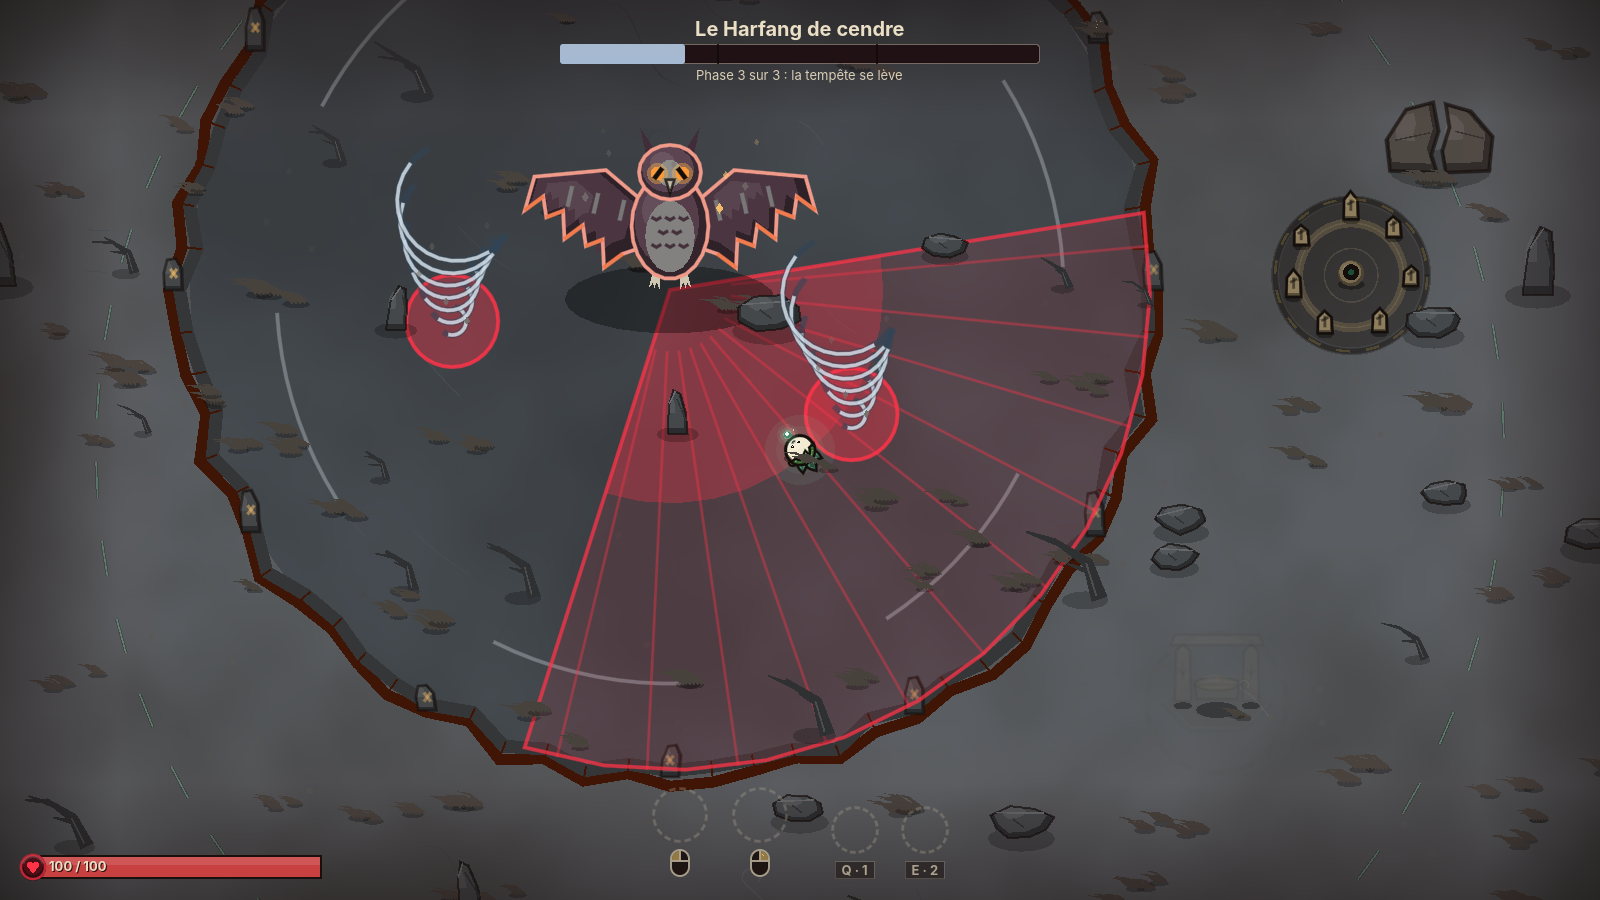 Le Harfang de cendre
Phase 3 sur 3 : la tempête se lève
100 / 100
Q · 1
E · 2